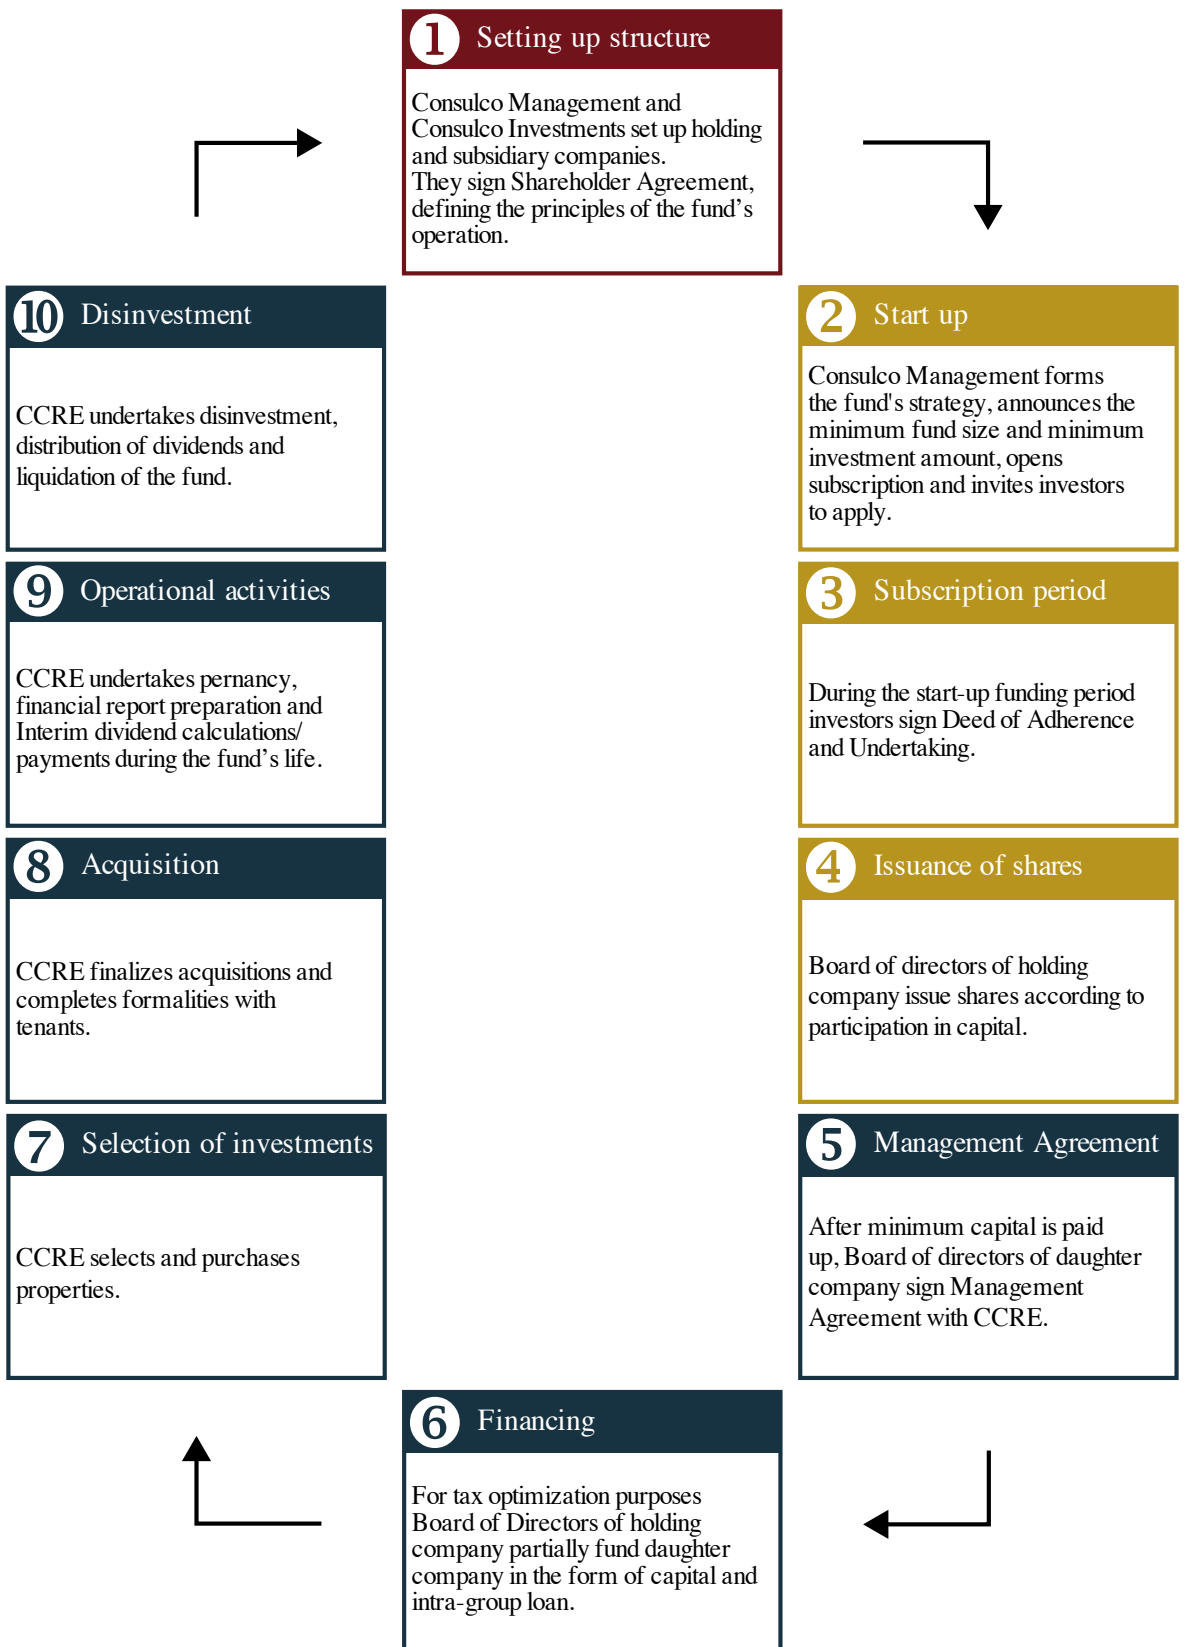 1 Setting up structure
Consulco Management and
Consulco Investments set up holding
and subsidiary companies.
They sign Shareholder Agreement,
defining the principles of the fund’s
operation.
2 Start up
Consulco Management forms
the fund's strategy, announces the
minimum fund size and minimum
investment amount, opens
subscription and invites investors
to apply.
3 Subscription period
During the start-up funding period
investors sign Deed of Adherence
and Undertaking.
4 Issuance of shares
Board of directors of holding
company issue shares according to
participation in capital.
5 Management Agreement
After minimum capital is paid
up, Board of directors of daughter
company sign Management
Agreement with CCRE.
6 Financing
For tax optimization purposes
Board of Directors of holding
company partially fund daughter
company in the form of capital and
intra-group loan.
7 Selection of investments
CCRE selects and purchases
properties.
8 Acquisition
CCRE finalizes acquisitions and
completes formalities with
tenants.
9 Operational activities
CCRE undertakes pernancy,
financial report preparation and
Interim dividend calculations/
payments during the fund’s life.
10 Disinvestment
CCRE undertakes disinvestment,
distribution of dividends and
liquidation of the fund.